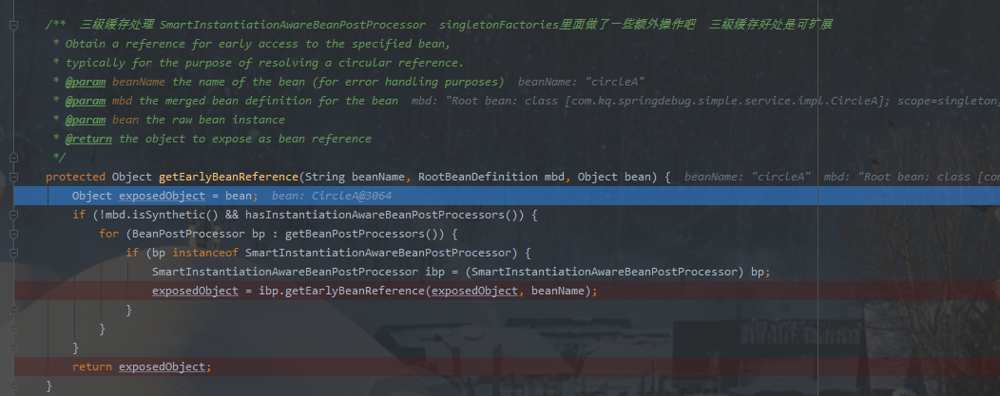 /**  三级缓存处理 SmartInstantiationAwareBeanPostProcessor  singletonFactories里面做了一些额外操作吧  三级缓存好处是可扩展
* Obtain a reference for early access to the specified bean,
* typically for the purpose of resolving a circular reference.
* @param beanName the name of the bean (for error handling purposes)  beanName: "circleA"
* @param mbd the merged bean definition for the bean  mbd: "Root bean: class [com.kq.springdebug.simple.service.impl.CircleA]; scope=singleton;
* @param bean the raw bean instance
* @return the object to expose as bean reference
*/
protected Object getEarlyBeanReference(String beanName, RootBeanDefinition mbd, Object bean) {  beanName: "circleA"  mbd: "Root bean: class [com
Object exposedObject = bean;  bean: CircleA@3064
if (!mbd.isSynthetic() && hasInstantiationAwareBeanPostProcessors()) {
for (BeanPostProcessor bp : getBeanPostProcessors()) {
if (bp instanceof SmartInstantiationAwareBeanPostProcessor) {
SmartInstantiationAwareBeanPostProcessor ibp = (SmartInstantiationAwareBeanPostProcessor) bp;
exposedObject = ibp.getEarlyBeanReference(exposedObject, beanName);
}
}
}
return exposedObject;
}